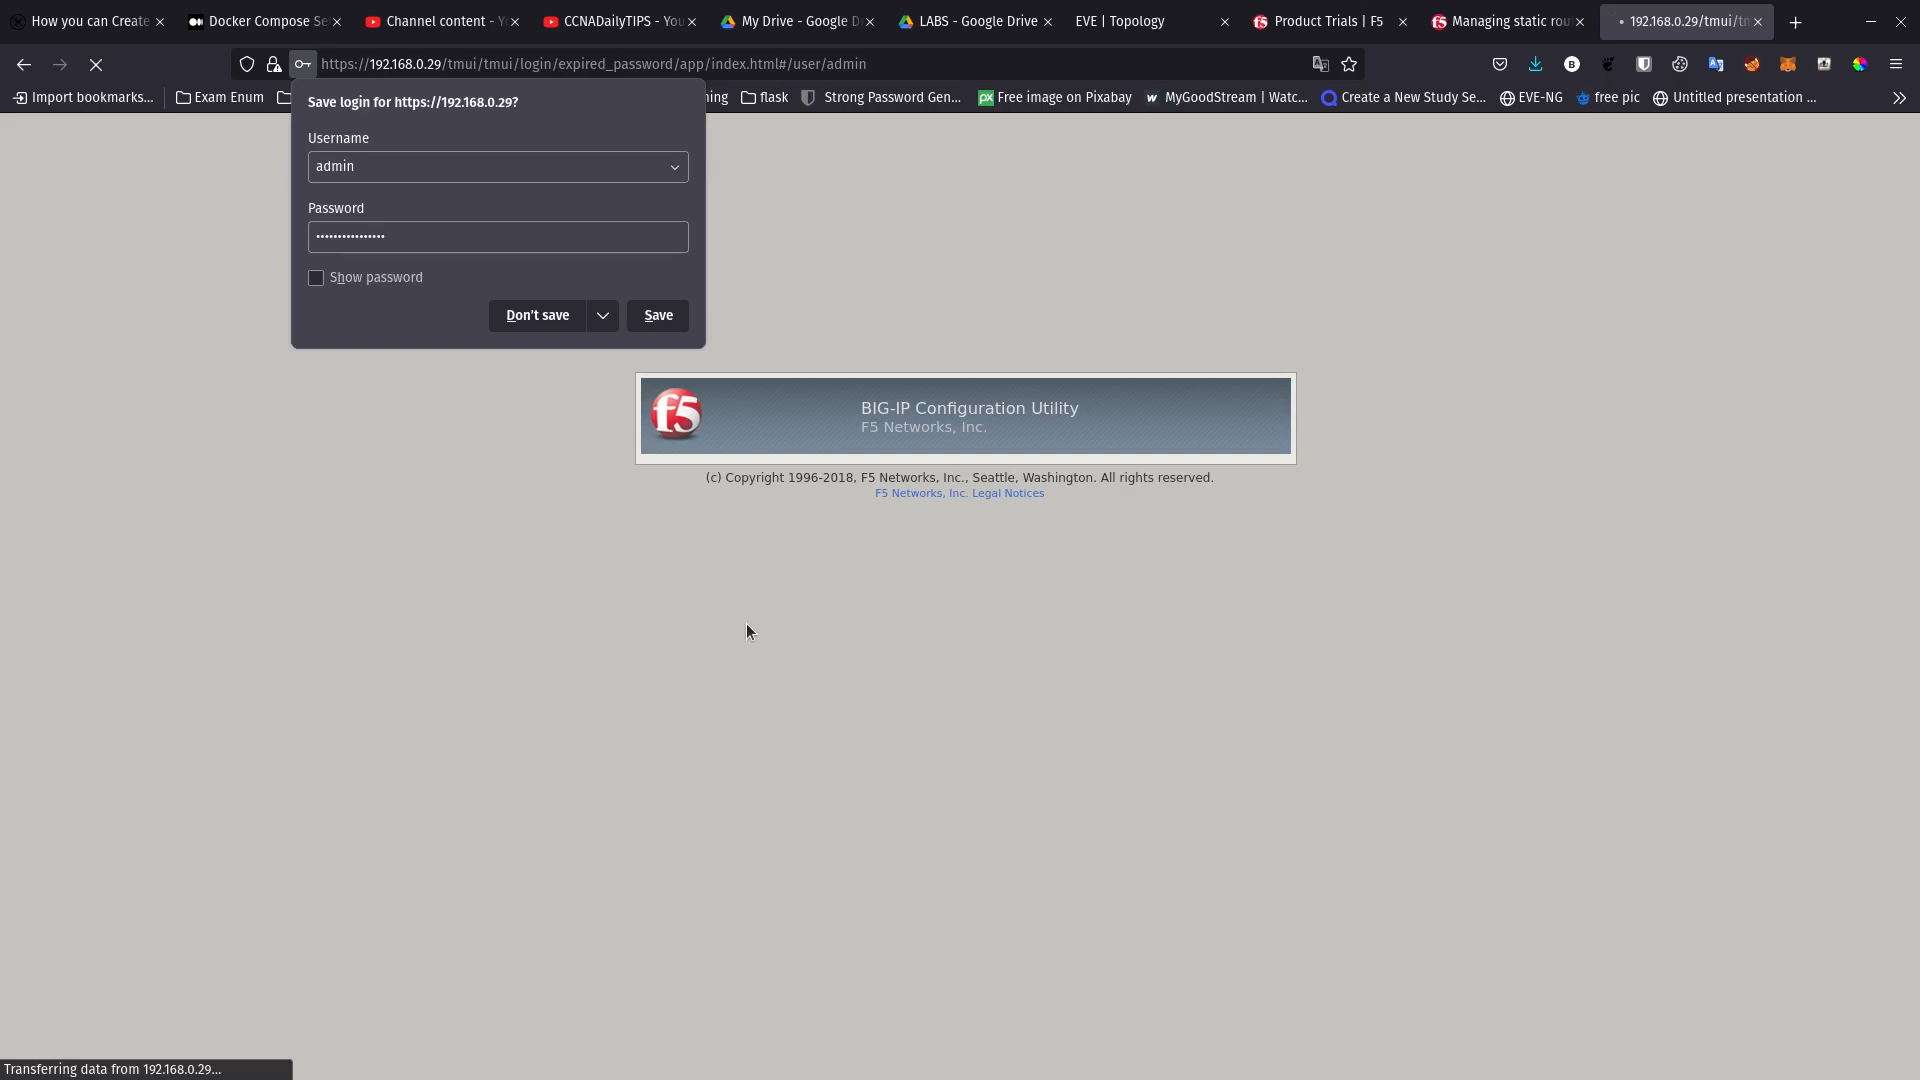 How you can Create
Docker Compose Se
Channel content - Yo
CCNADailyTIPS - You
My Drive - Google D
LABS - Google Drive
EVE | Topology
Product Trials | F5
Managing static rou
192.168.0.29/tmui/tm
https://192.168.0.29/tmui/tmui/login/expired_password/app/index.html#/user/admin
Import bookmarks...
Exam Enum
ning
flask
Strong Password Gen...
Free image on Pixabay
MyGoodStream | Watc...
Create a New Study Se...
EVE-NG
free pic
Untitled presentation ...
Save login for https://192.168.0.29?
Username
admin
Password
••••••••••••••••
Show password
Don't save
Save
f5
BIG-IP Configuration Utility
F5 Networks, Inc.
(c) Copyright 1996-2018, F5 Networks, Inc., Seattle, Washington. All rights reserved.
F5 Networks, Inc. Legal Notices
Transferring data from 192.168.0.29...